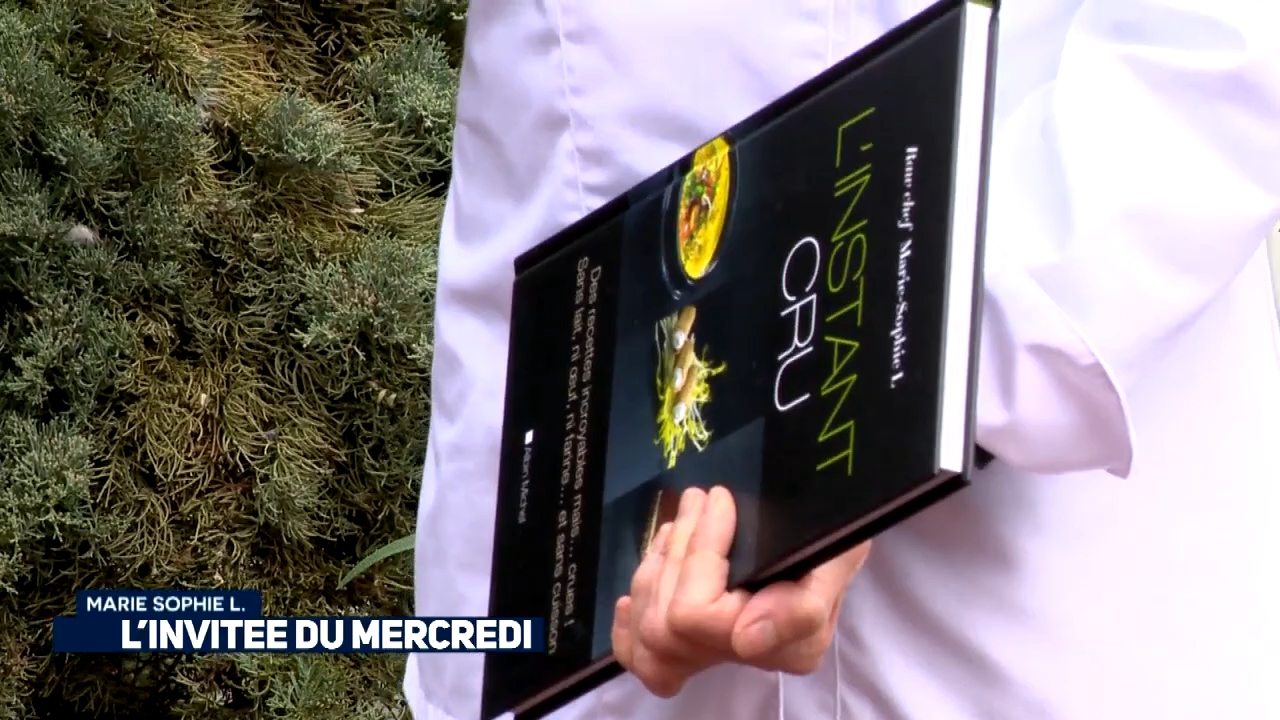 Raw chef Marie-Sophie L
L'INSTANT
CRU
Des recettes incroyables mais... crues !
Sans lait, ni œuf, ni farine... et sans cuisson
Albin Michel
MARIE SOPHIE L.
L'INVITEE DU MERCREDI